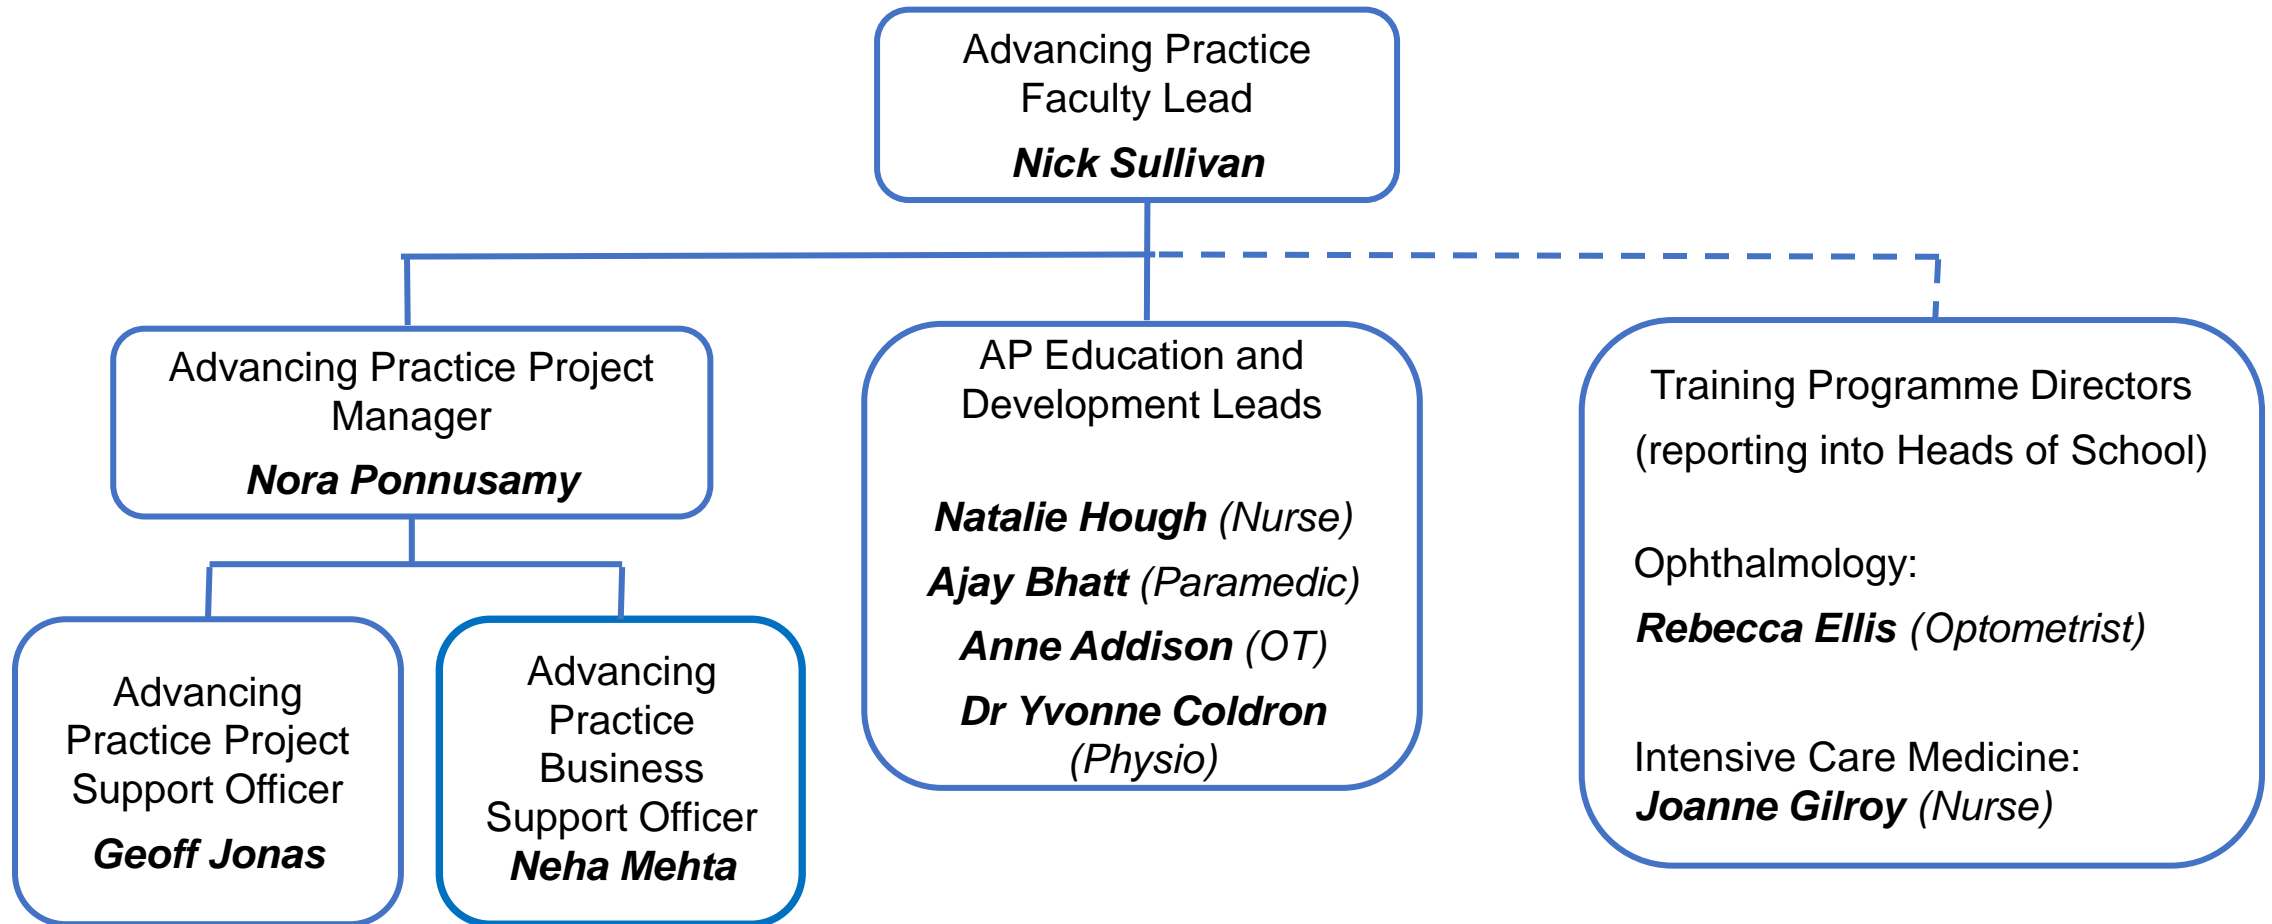 Advancing Practice
Faculty Lead
Nick Sullivan
Advancing Practice Project
Manager
Nora Ponnusamy
AP Education and
Development Leads
Natalie Hough (Nurse)
Ajay Bhatt (Paramedic)
Anne Addison (OT)
Dr Yvonne Coldron
(Physio)
Training Programme Directors
(reporting into Heads of School)
Ophthalmology:
Rebecca Ellis (Optometrist)
Intensive Care Medicine:
Joanne Gilroy (Nurse)
Advancing
Practice Project
Support Officer
Geoff Jonas
Advancing
Practice
Business
Support Officer
Neha Mehta